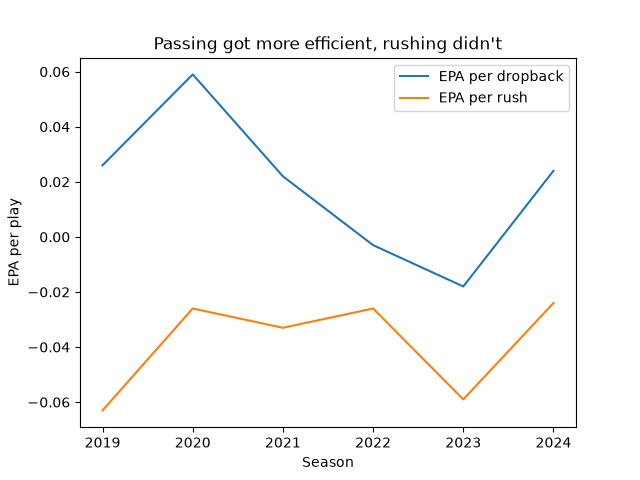 Passing got more efficient, rushing didn't
EPA per dropback
EPA per rush
EPA per play
0.06
0.04
0.02
0.00
−0.02
−0.04
−0.06
2019 2020 2021 2022 2023 2024
Season